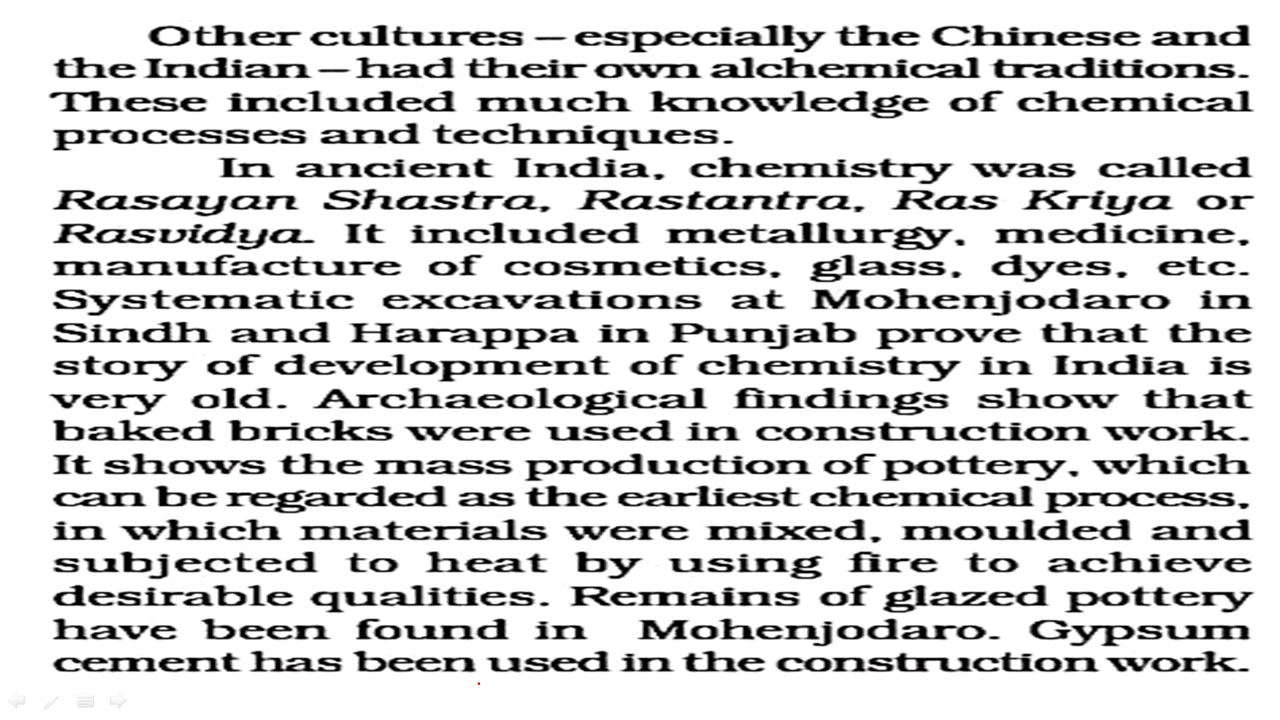 Other cultures – especially the Chinese and
the Indian – had their own alchemical traditions.
These included much knowledge of chemical
processes and techniques.
In ancient India, chemistry was called
Rasayan Shastra, Rastantra, Ras Kriya or
Rasvidya. It included metallurgy, medicine,
manufacture of cosmetics, glass, dyes, etc.
Systematic excavations at Mohenjodaro in
Sindh and Harappa in Punjab prove that the
story of development of chemistry in India is
very old. Archaeological findings show that
baked bricks were used in construction work.
It shows the mass production of pottery, which
can be regarded as the earliest chemical process,
in which materials were mixed, moulded and
subjected to heat by using fire to achieve
desirable qualities. Remains of glazed pottery
have been found in Mohenjodaro. Gypsum
cement has been used in the construction work.